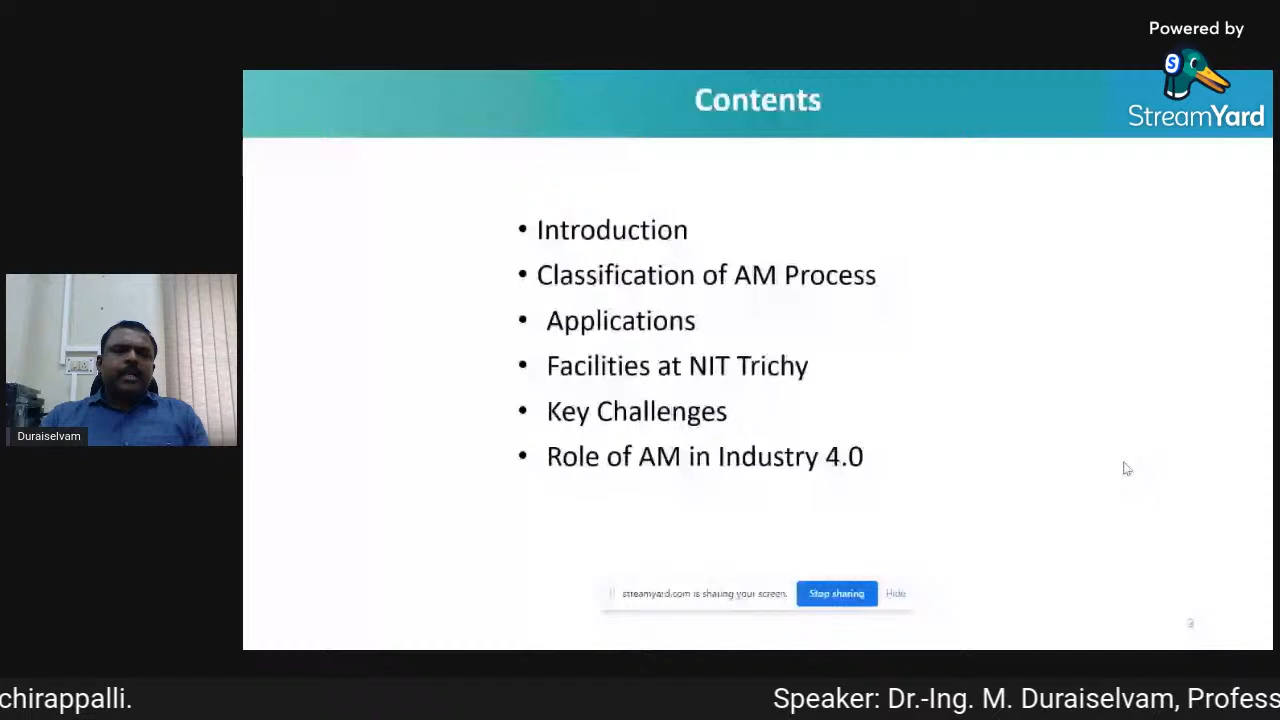 Powered by
StreamYard
Contents
• Introduction
• Classification of AM Process
• Applications
• Facilities at NIT Trichy
• Key Challenges
• Role of AM in Industry 4.0
Duraiselvam
streamyard.com is sharing your screen. Stop sharing Hide
chirappalli. Speaker: Dr.-Ing. M. Duraiselvam, Profess